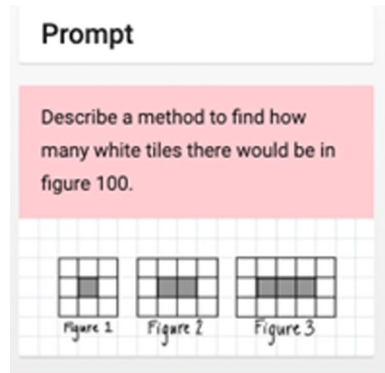 Prompt
Describe a method to find how
many white tiles there would be in
figure 100.
Figure 1 Figure 2 Figure 3